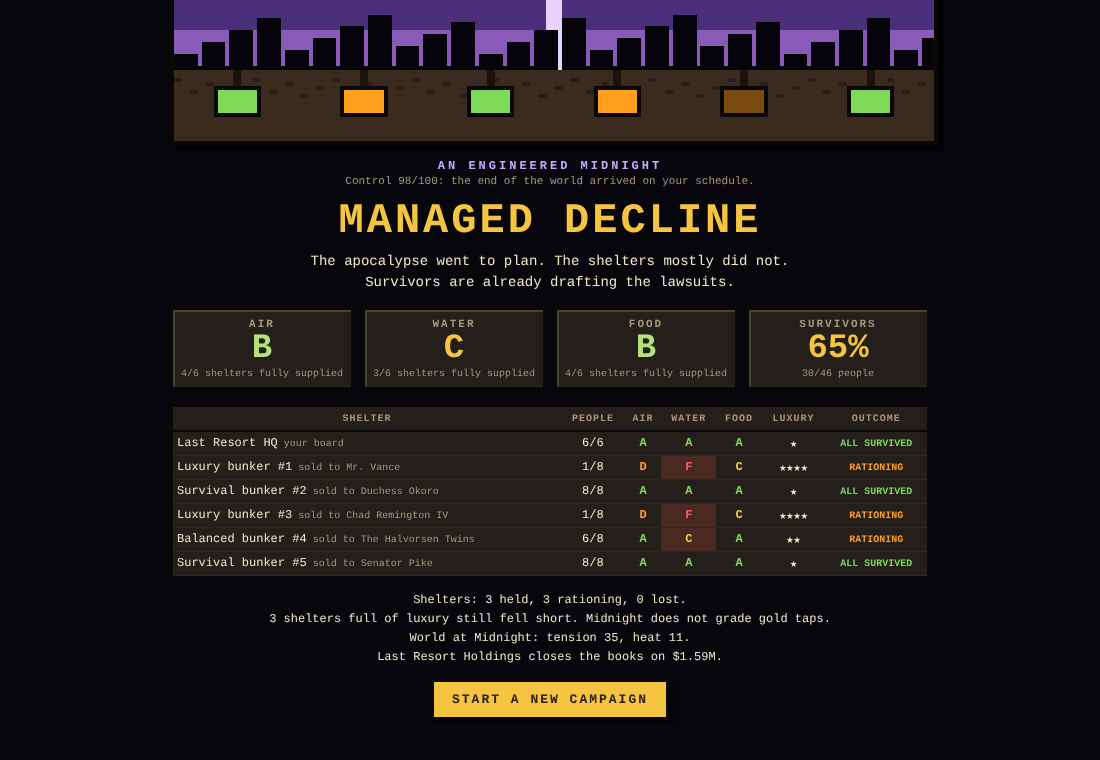 AN ENGINEERED MIDNIGHT
Control 98/100: the end of the world arrived on your schedule.
MANAGED DECLINE
The apocalypse went to plan. The shelters mostly did not.
Survivors are already drafting the lawsuits.
AIR
B
4/6 shelters fully supplied
WATER
C
3/6 shelters fully supplied
FOOD
B
4/6 shelters fully supplied
SURVIVORS
65%
30/46 people
SHELTER PEOPLE AIR WATER FOOD LUXURY OUTCOME
Last Resort HQ your board 6/6 A A A ★ ALL SURVIVED
Luxury bunker #1 sold to Mr. Vance 1/8 D F C ★★★★ RATIONING
Survival bunker #2 sold to Duchess Okoro 8/8 A A A ★ ALL SURVIVED
Luxury bunker #3 sold to Chad Remington IV 1/8 D F C ★★★★ RATIONING
Balanced bunker #4 sold to The Halvorsen Twins 6/8 A C A ★★ RATIONING
Survival bunker #5 sold to Senator Pike 8/8 A A A ★ ALL SURVIVED
Shelters: 3 held, 3 rationing, 0 lost.
3 shelters full of luxury still fell short. Midnight does not grade gold taps.
World at Midnight: tension 35, heat 11.
Last Resort Holdings closes the books on $1.59M.
START A NEW CAMPAIGN